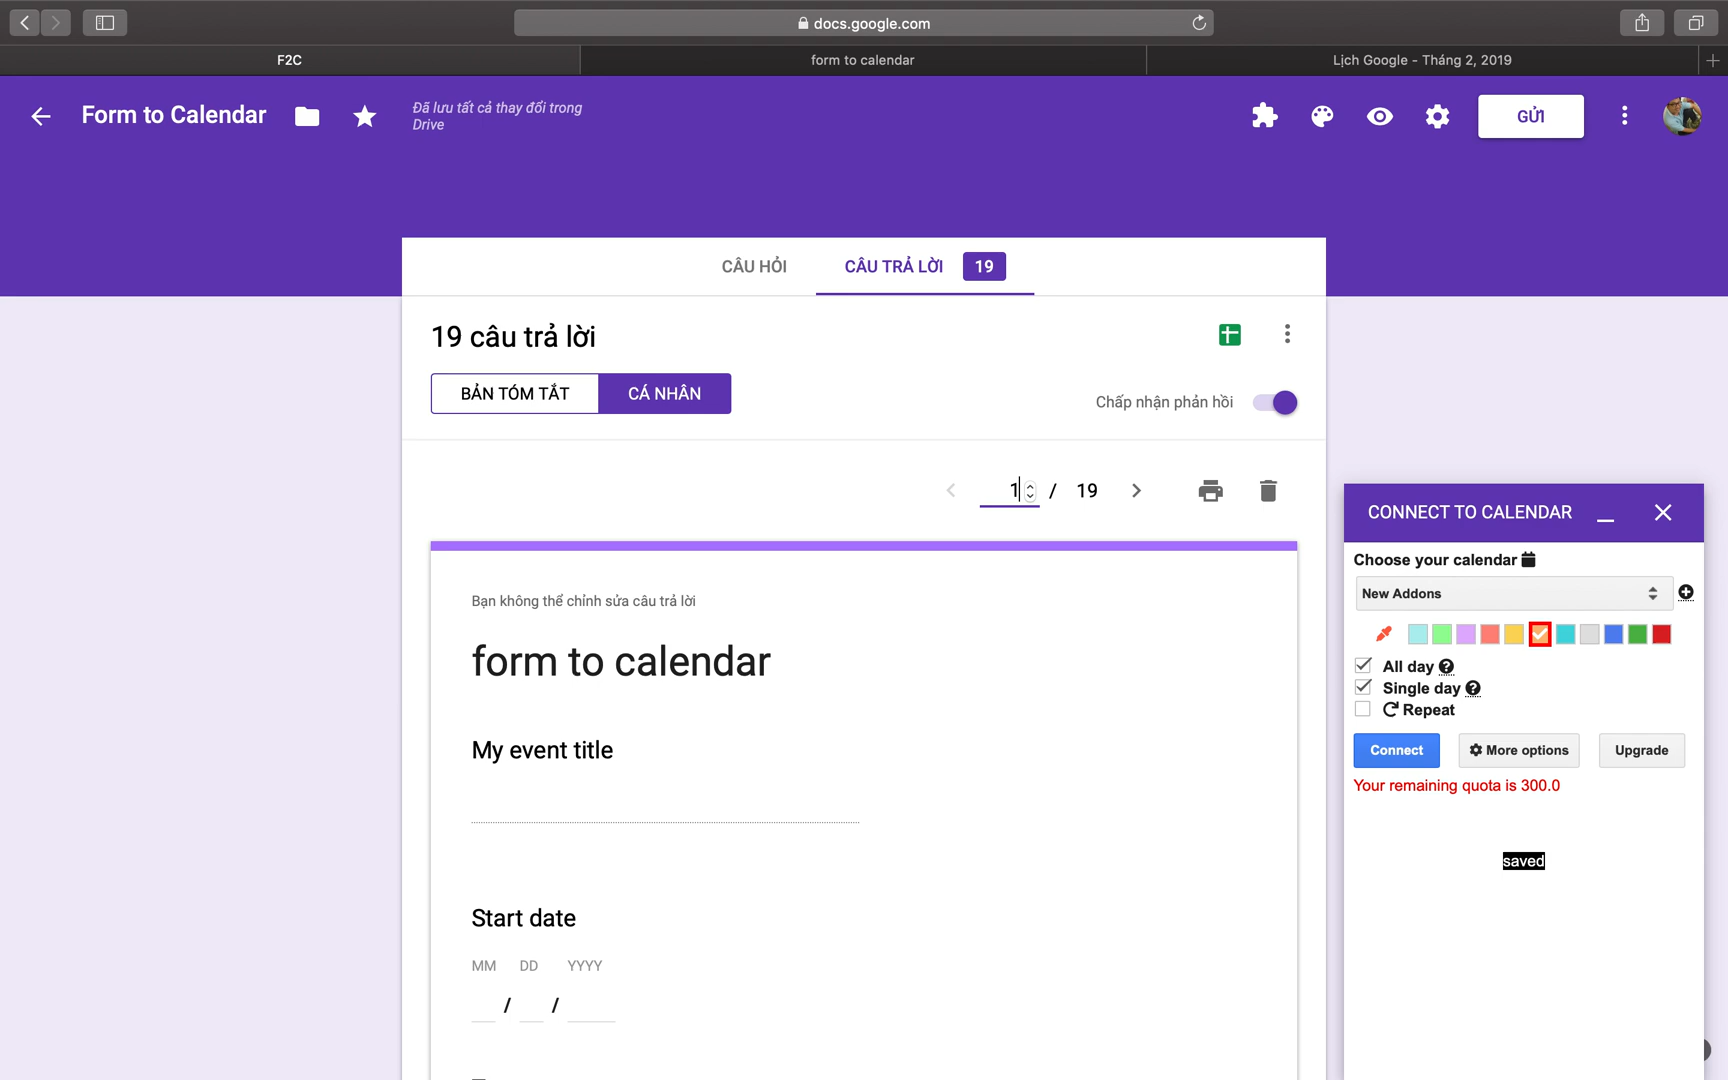 docs.google.com
F2C
form to calendar
Lịch Google - Tháng 2, 2019
Form to Calendar
Đã lưu tất cả thay đổi trong
Drive
GỬI
CÂU HỎI
CÂU TRẢ LỜI
19
19 câu trả lời
BẢN TÓM TẮT
CÁ NHÂN
Chấp nhận phản hồi
1 / 19
CONNECT TO CALENDAR
Choose your calendar
New Addons
All day
Single day
Repeat
Connect
More options
Upgrade
Your remaining quota is 300.0
saved
Bạn không thể chỉnh sửa câu trả lời
form to calendar
My event title
Start date
MM DD YYYY
/ /